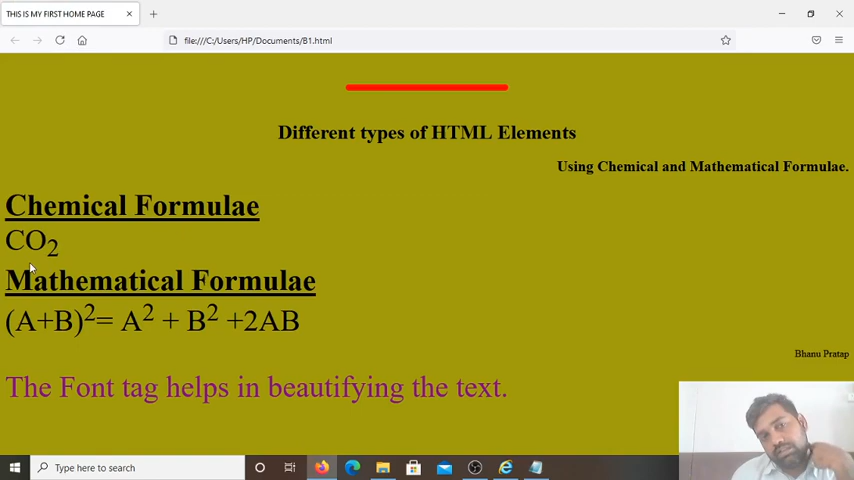 THIS IS MY FIRST HOME PAGE
file:///C:/Users/HP/Documents/B1.html
Different types of HTML Elements
Using Chemical and Mathematical Formulae.
Chemical Formulae
CO₂
Mathematical Formulae
(A+B)²= A² + B² +2AB
Bhanu Pratap
The Font tag helps in beautifying the text.
Type here to search